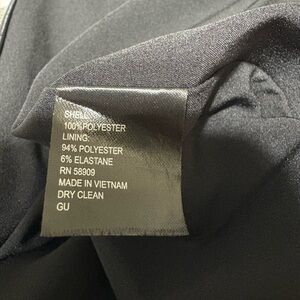 SHELL:
100%POLYESTER
LINING:
94% POLYESTER
6% ELASTANE
RN 58909
MADE IN VIETNAM
DRY CLEAN
GU